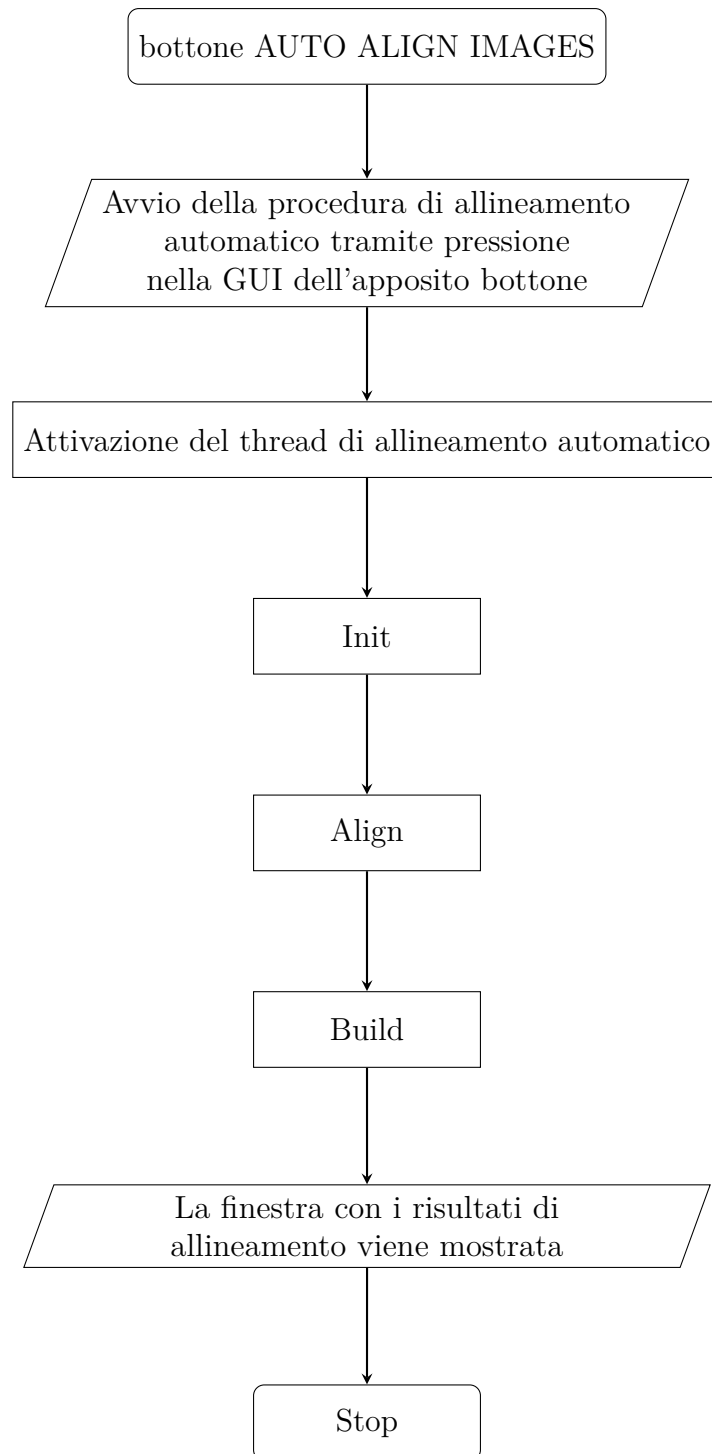 bottone AUTO ALIGN IMAGES
Avvio della procedura di allineamento
automatico tramite pressione
nella GUI dell'apposito bottone
Attivazione del thread di allineamento automatico
Init
Align
Build
La finestra con i risultati di
allineamento viene mostrata
Stop